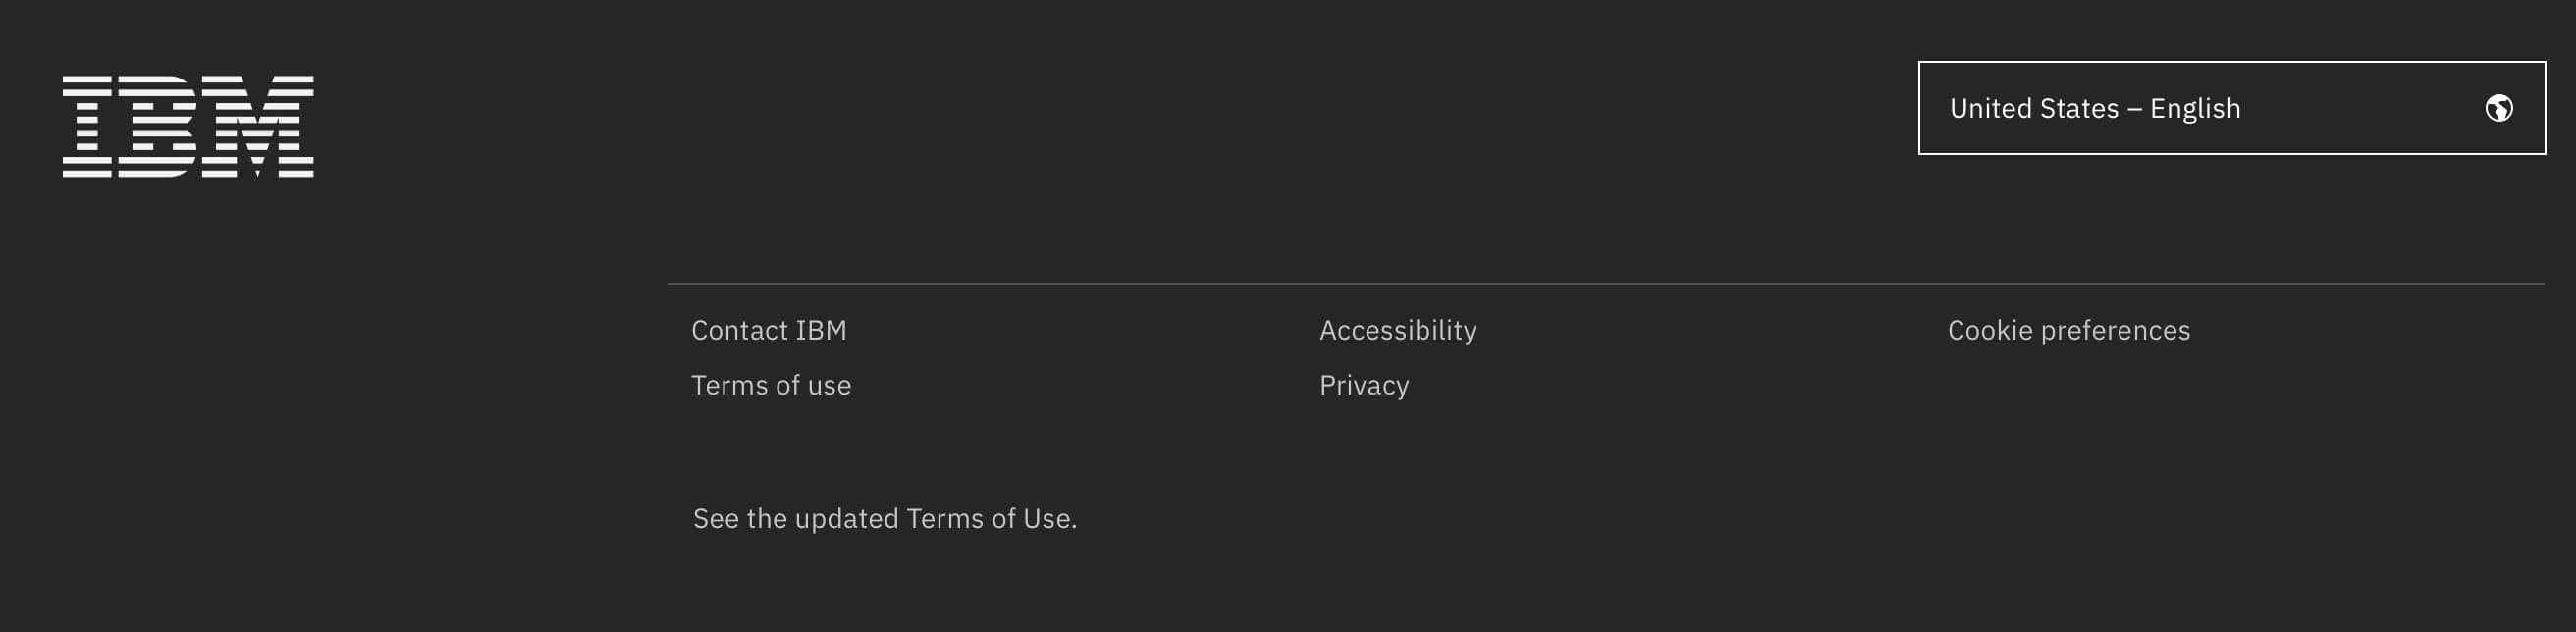 IBM
United States – English
Contact IBM
Accessibility
Cookie preferences
Terms of use
Privacy
See the updated Terms of Use.